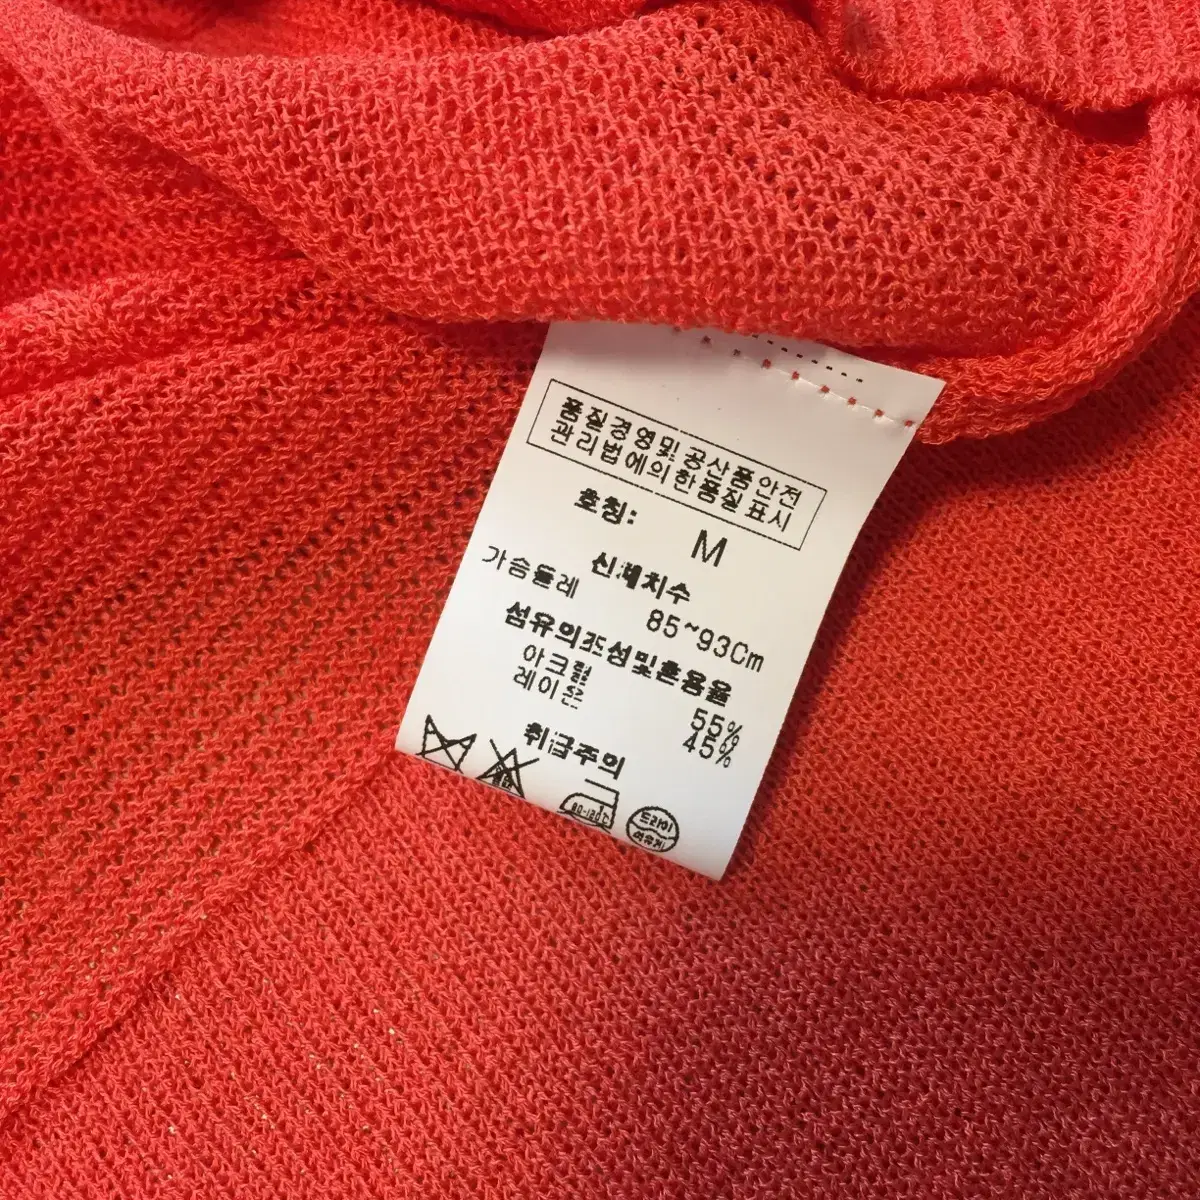 품질경영및공산품안전
관리법에의한품질표시
호칭:
M
신체치수
가슴둘레
85~93Cm
섬유의조성및혼용율
아크릴
55%
레이온
45%
취급주의
80-120℃
드라이
석유계